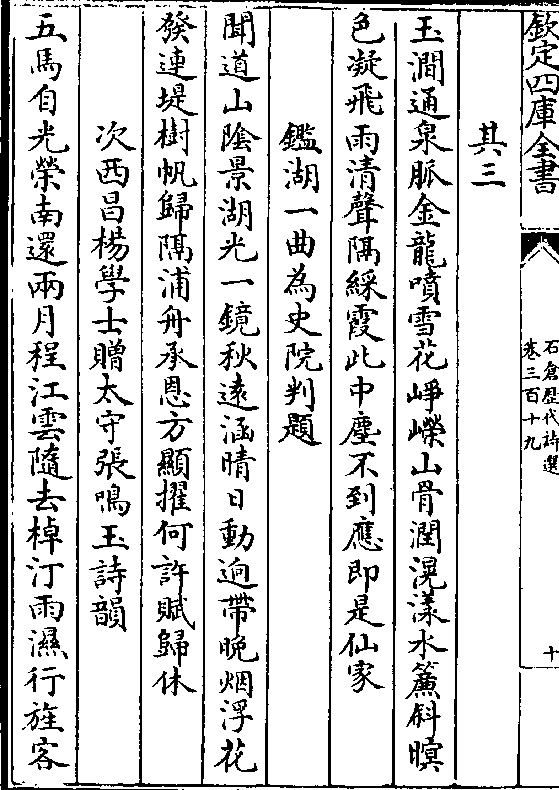 欽定四庫全書
石倉歴代詩選
卷三百十九
十
其三
玉澗通泉脈金龍噴雪花崢嶸山骨潤滉漾水簾斜暝
色凝飛雨清聲隔綵霞此中塵不到應即是仙家
鑑湖一曲為史院判題
聞道山陰景湖光一鏡秋遠涵晴日動逈帶晩烟浮花
發連堤樹帆歸隔浦舟承恩方顯擢何許賦歸休
次西昌楊學士贈太守張鳴玉詩韻
五馬自光榮南還兩月程江雲隨去棹汀雨濕行旌客